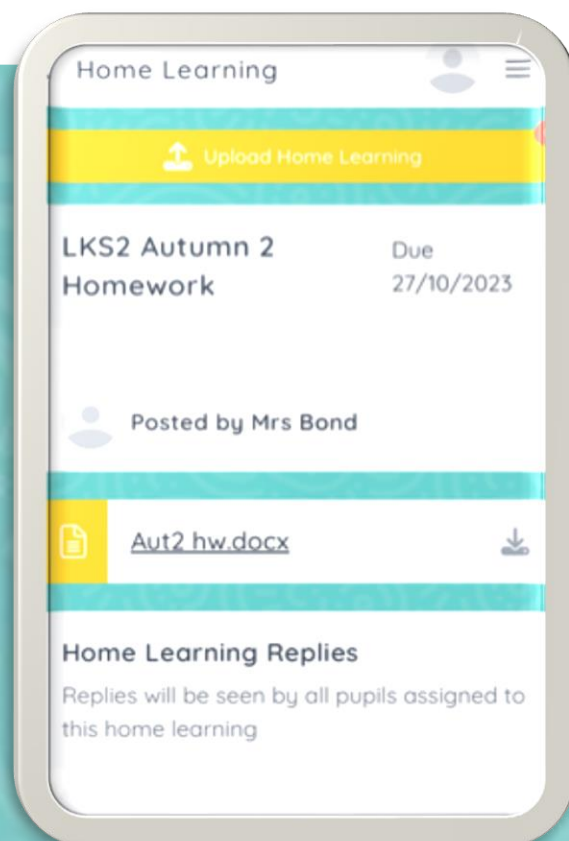 Home Learning
Upload Home Learning
LKS2 Autumn 2
Homework
Due
27/10/2023
Posted by Mrs Bond
Aut2 hw.docx
Home Learning Replies
Replies will be seen by all pupils assigned to
this home learning